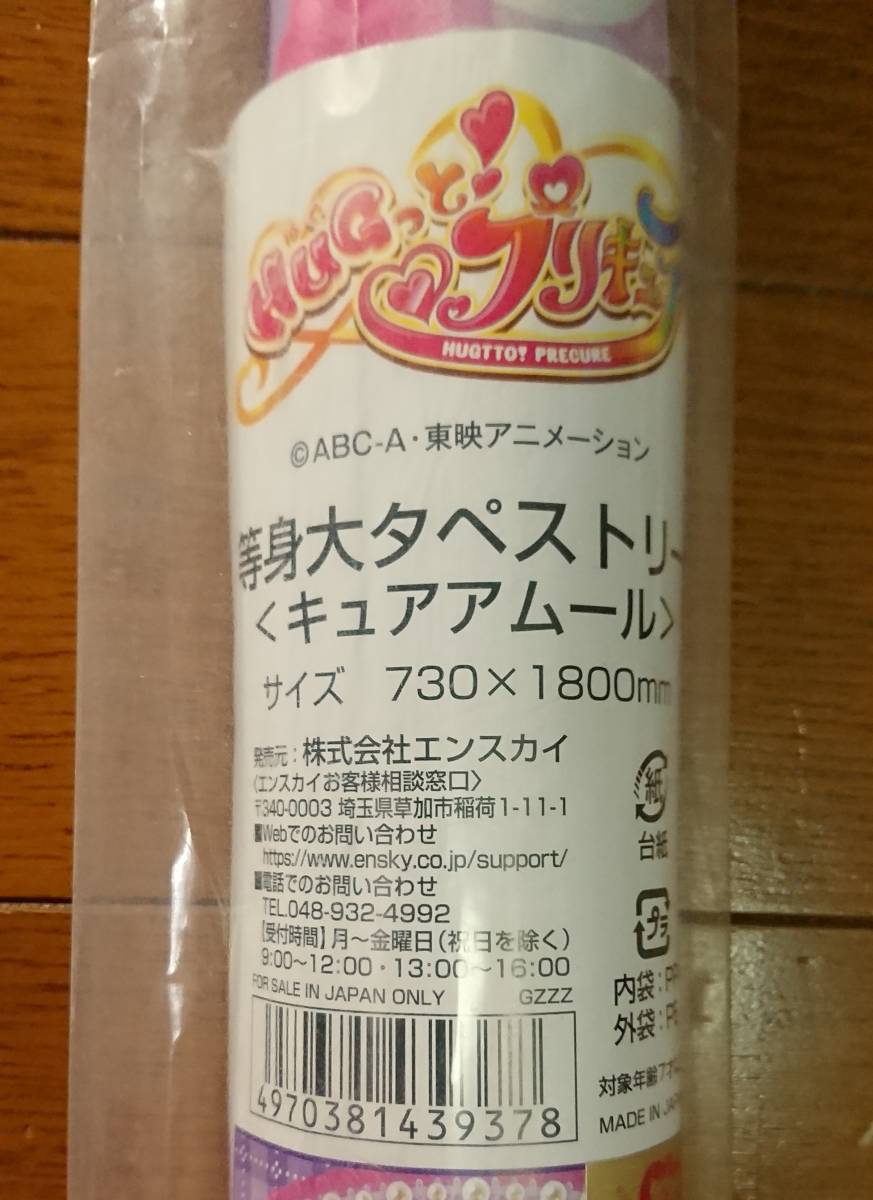 HUGっと!プリキュア
HUGTTO! PRECURE
©ABC-A・東映アニメーション
等身大タペストリー
〈キュアアムール〉
サイズ 730×1800mm
発売元：株式会社エンスカイ
〈エンスカイお客様相談窓口〉
〒340-0003 埼玉県草加市稲荷1-11-1
■Webでのお問い合わせ
https://www.ensky.co.jp/support/
■電話でのお問い合わせ
TEL.048-932-4992
【受付時間】月～金曜日(祝日を除く)
9:00～12:00・13:00～16:00
FOR SALE IN JAPAN ONLY GZZZ
4970381439378
紙
台紙
プラ
内袋:PP
外袋:PE
対象年齢7才
MADE IN JA